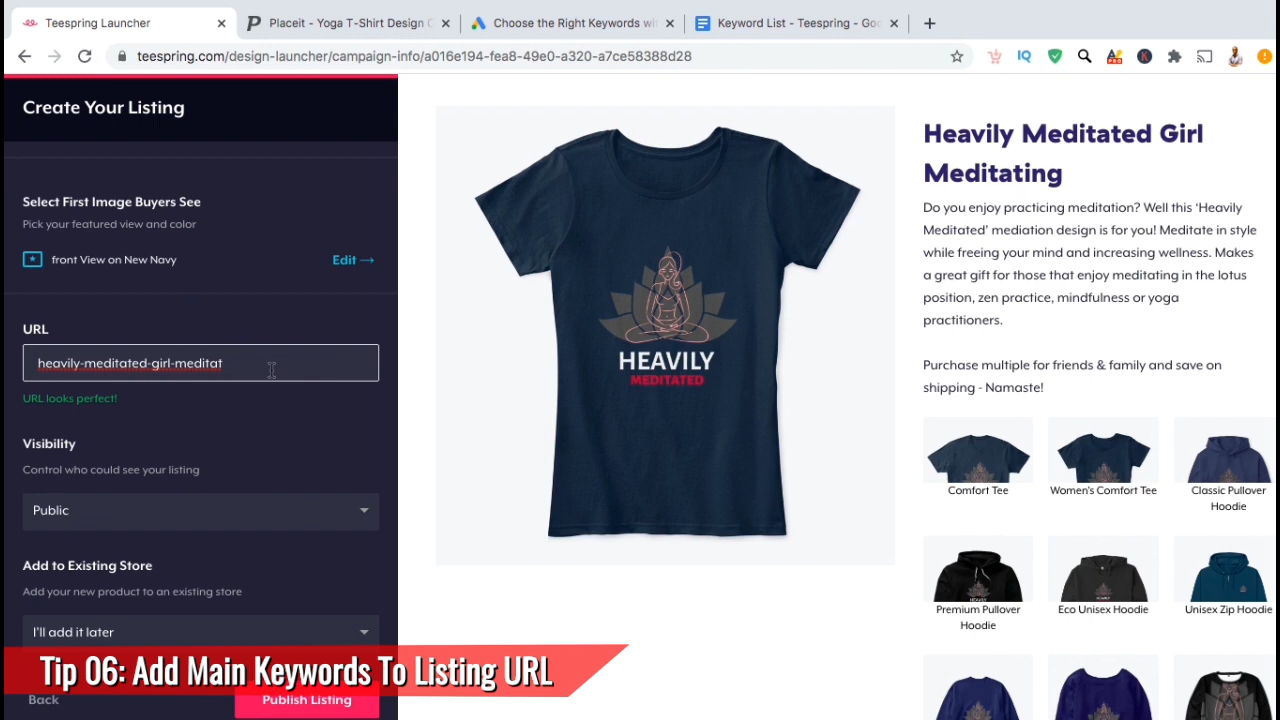 Teespring Launcher
Placeit - Yoga T-Shirt Design
Choose the Right Keywords wi
Keyword List - Teespring - Goo
teespring.com/design-launcher/campaign-info/a016e194-fea8-49e0-a320-a7ce58388d28
Create Your Listing
Select First Image Buyers See
Pick your featured view and color
front View on New Navy
Edit →
URL
heavily-meditated-girl-meditat
URL looks perfect!
Visibility
Control who could see your listing
Public
Add to Existing Store
Add your new product to an existing store
I'll add it later
Back
Publish Listing
Tip 06: Add Main Keywords To Listing URL
HEAVILY
MEDITATED
Heavily Meditated Girl
Meditating
Do you enjoy practicing meditation? Well this 'Heavily
Meditated' mediation design is for you! Meditate in style
while freeing your mind and increasing wellness. Makes
a great gift for those that enjoy meditating in the lotus
position, zen practice, mindfulness or yoga
practitioners.
Purchase multiple for friends & family and save on
shipping - Namaste!
Comfort Tee
Women's Comfort Tee
Classic Pullover
Hoodie
Premium Pullover
Hoodie
Eco Unisex Hoodie
Unisex Zip Hoodie